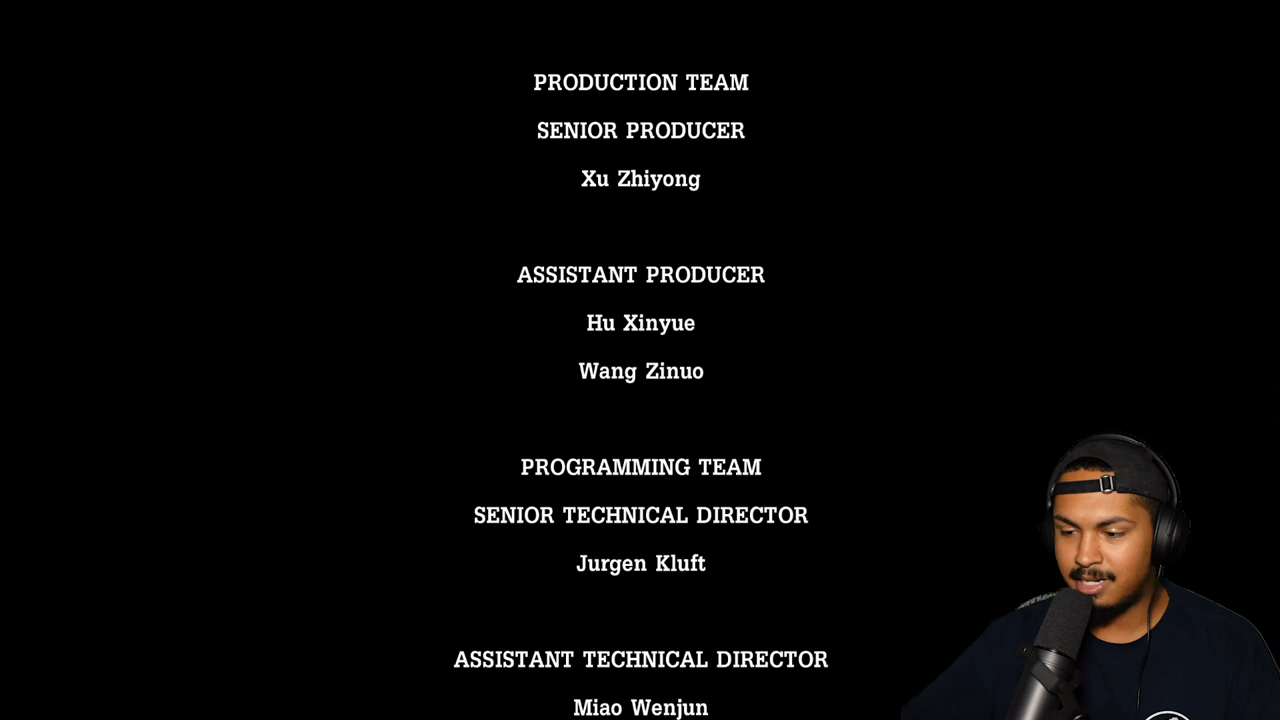 PRODUCTION TEAM
SENIOR PRODUCER
Xu Zhiyong
ASSISTANT PRODUCER
Hu Xinyue
Wang Zinuo
PROGRAMMING TEAM
SENIOR TECHNICAL DIRECTOR
Jurgen Kluft
ASSISTANT TECHNICAL DIRECTOR
Miao Wenjun